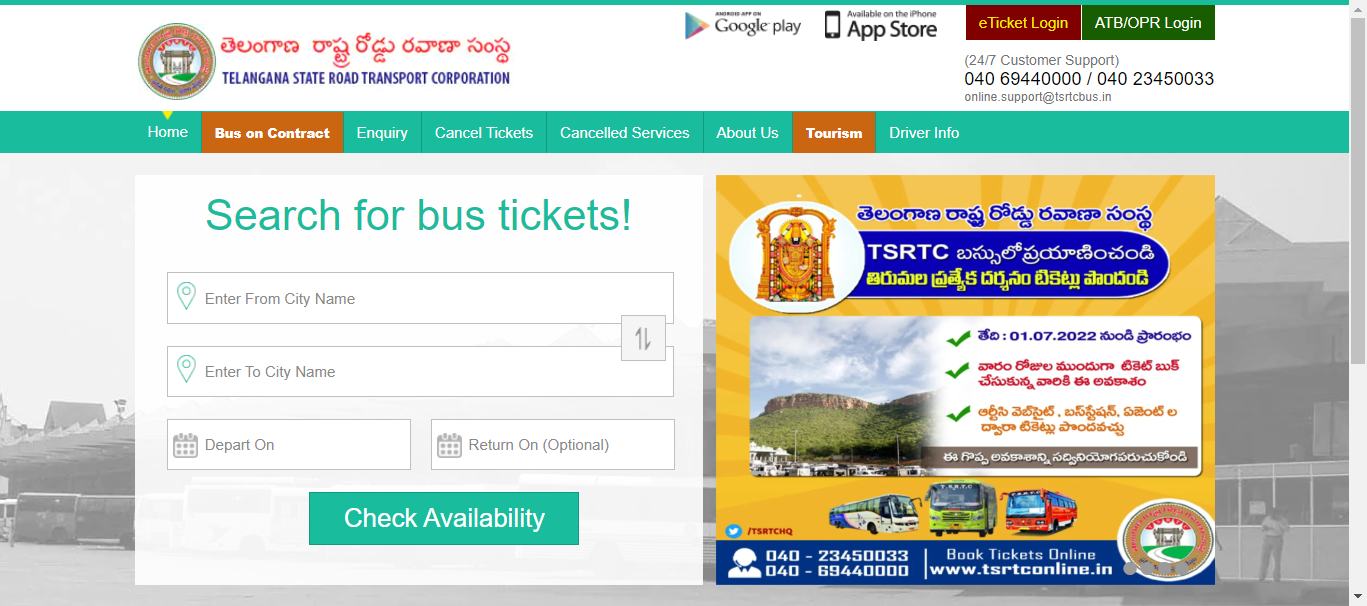 తెలంగాణ రాష్ట్ర రోడ్డు రవాణా సంస్థ
TELANGANA STATE ROAD TRANSPORT CORPORATION
ANDROID APP ON
Google play
Available on the iPhone
App Store
eTicket Login
ATB/OPR Login
(24/7 Customer Support)
040 69440000 / 040 23450033
online.support@tsrtcbus.in
Home
Bus on Contract
Enquiry
Cancel Tickets
Cancelled Services
About Us
Tourism
Driver Info
Search for bus tickets!
Enter From City Name
Enter To City Name
Depart On
Return On (Optional)
Check Availability
తెలంగాణ రాష్ట్ర రోడ్డు రవాణా సంస్థ
TSRTC బస్సులో ప్రయాణించండి
తిరుమల ప్రత్యేక దర్శనం టికెట్లు పొందండి
తేది : 01.07.2022 నుండి ప్రారంభం
వారం రోజుల ముందుగా టికెట్ బుక్
చేసుకున్న వారికి ఈ అవకాశం
ఆర్టీసి వెబ్‌సైట్, బస్‌స్టేషన్, ఏజెంట్ ల
ద్వారా టికెట్లు పొందవచ్చు
ఈ గొప్ప అవకాశాన్ని సద్వినియోగపరుచుకోండి
T.S.R.T.C
TSRTC
/TSRTCHQ
040 - 23450033
040 - 69440000
Book Tickets Online
www.tsrtconline.in